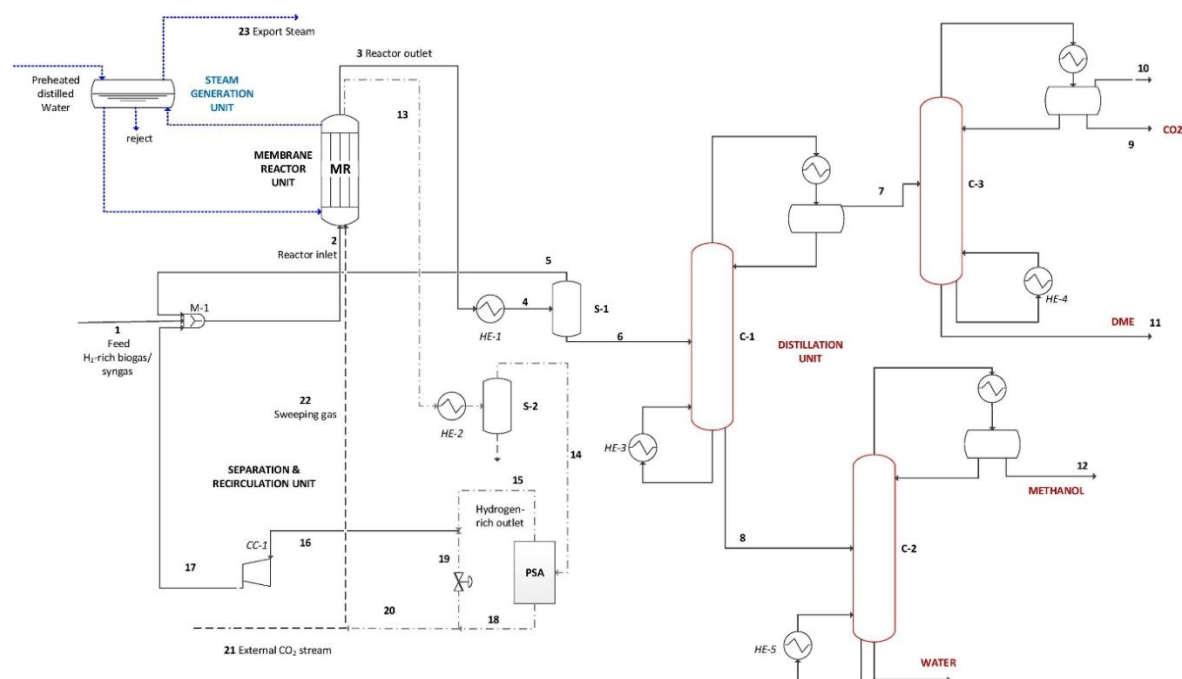 23 Export Steam
3 Reactor outlet
Preheated
distilled
Water
STEAM
GENERATION
UNIT
reject
13
MEMBRANE
REACTOR
UNIT
MR
2
Reactor inlet
5
M-1
1
Feed
H₂-rich biogas/
syngas
HE-1
4
S-1
6
22
Sweeping gas
HE-2
S-2
14
SEPARATION &
RECIRCULATION UNIT
15
Hydrogen-
rich outlet
CC-1
16
17
19
PSA
20
18
21 External CO₂ stream
7
C-1
DISTILLATION
UNIT
HE-3
8
C-3
10
CO2
9
HE-4
DME
11
12
METHANOL
C-2
HE-5
WATER